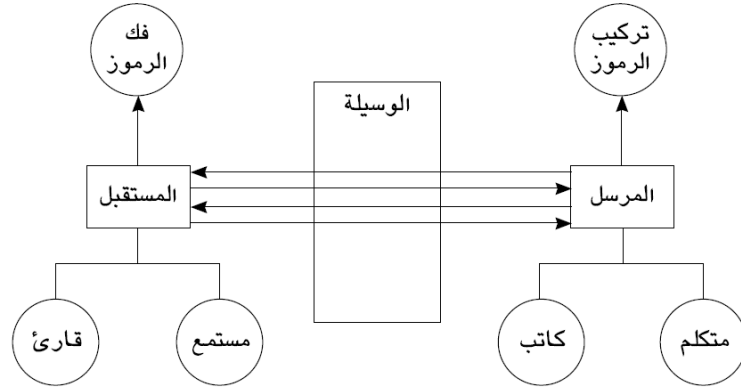 تركيب
الرموز
فك
الرموز
الوسيلة
المرسل
المستقبل
متكلم
كاتب
مستمع
قارئ